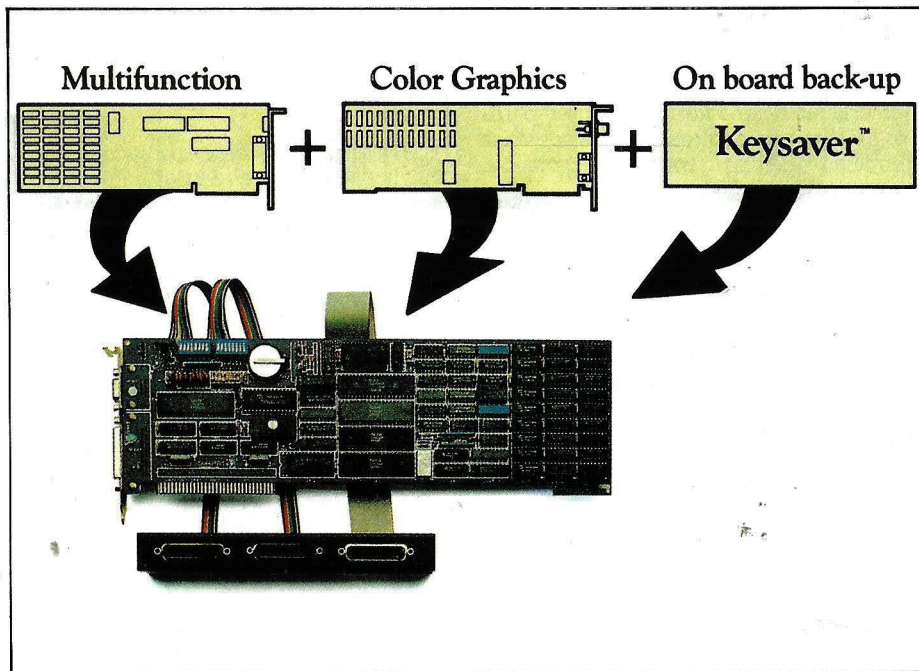 Multifunction
Color Graphics
On board back-up
+
+
Keysaver™